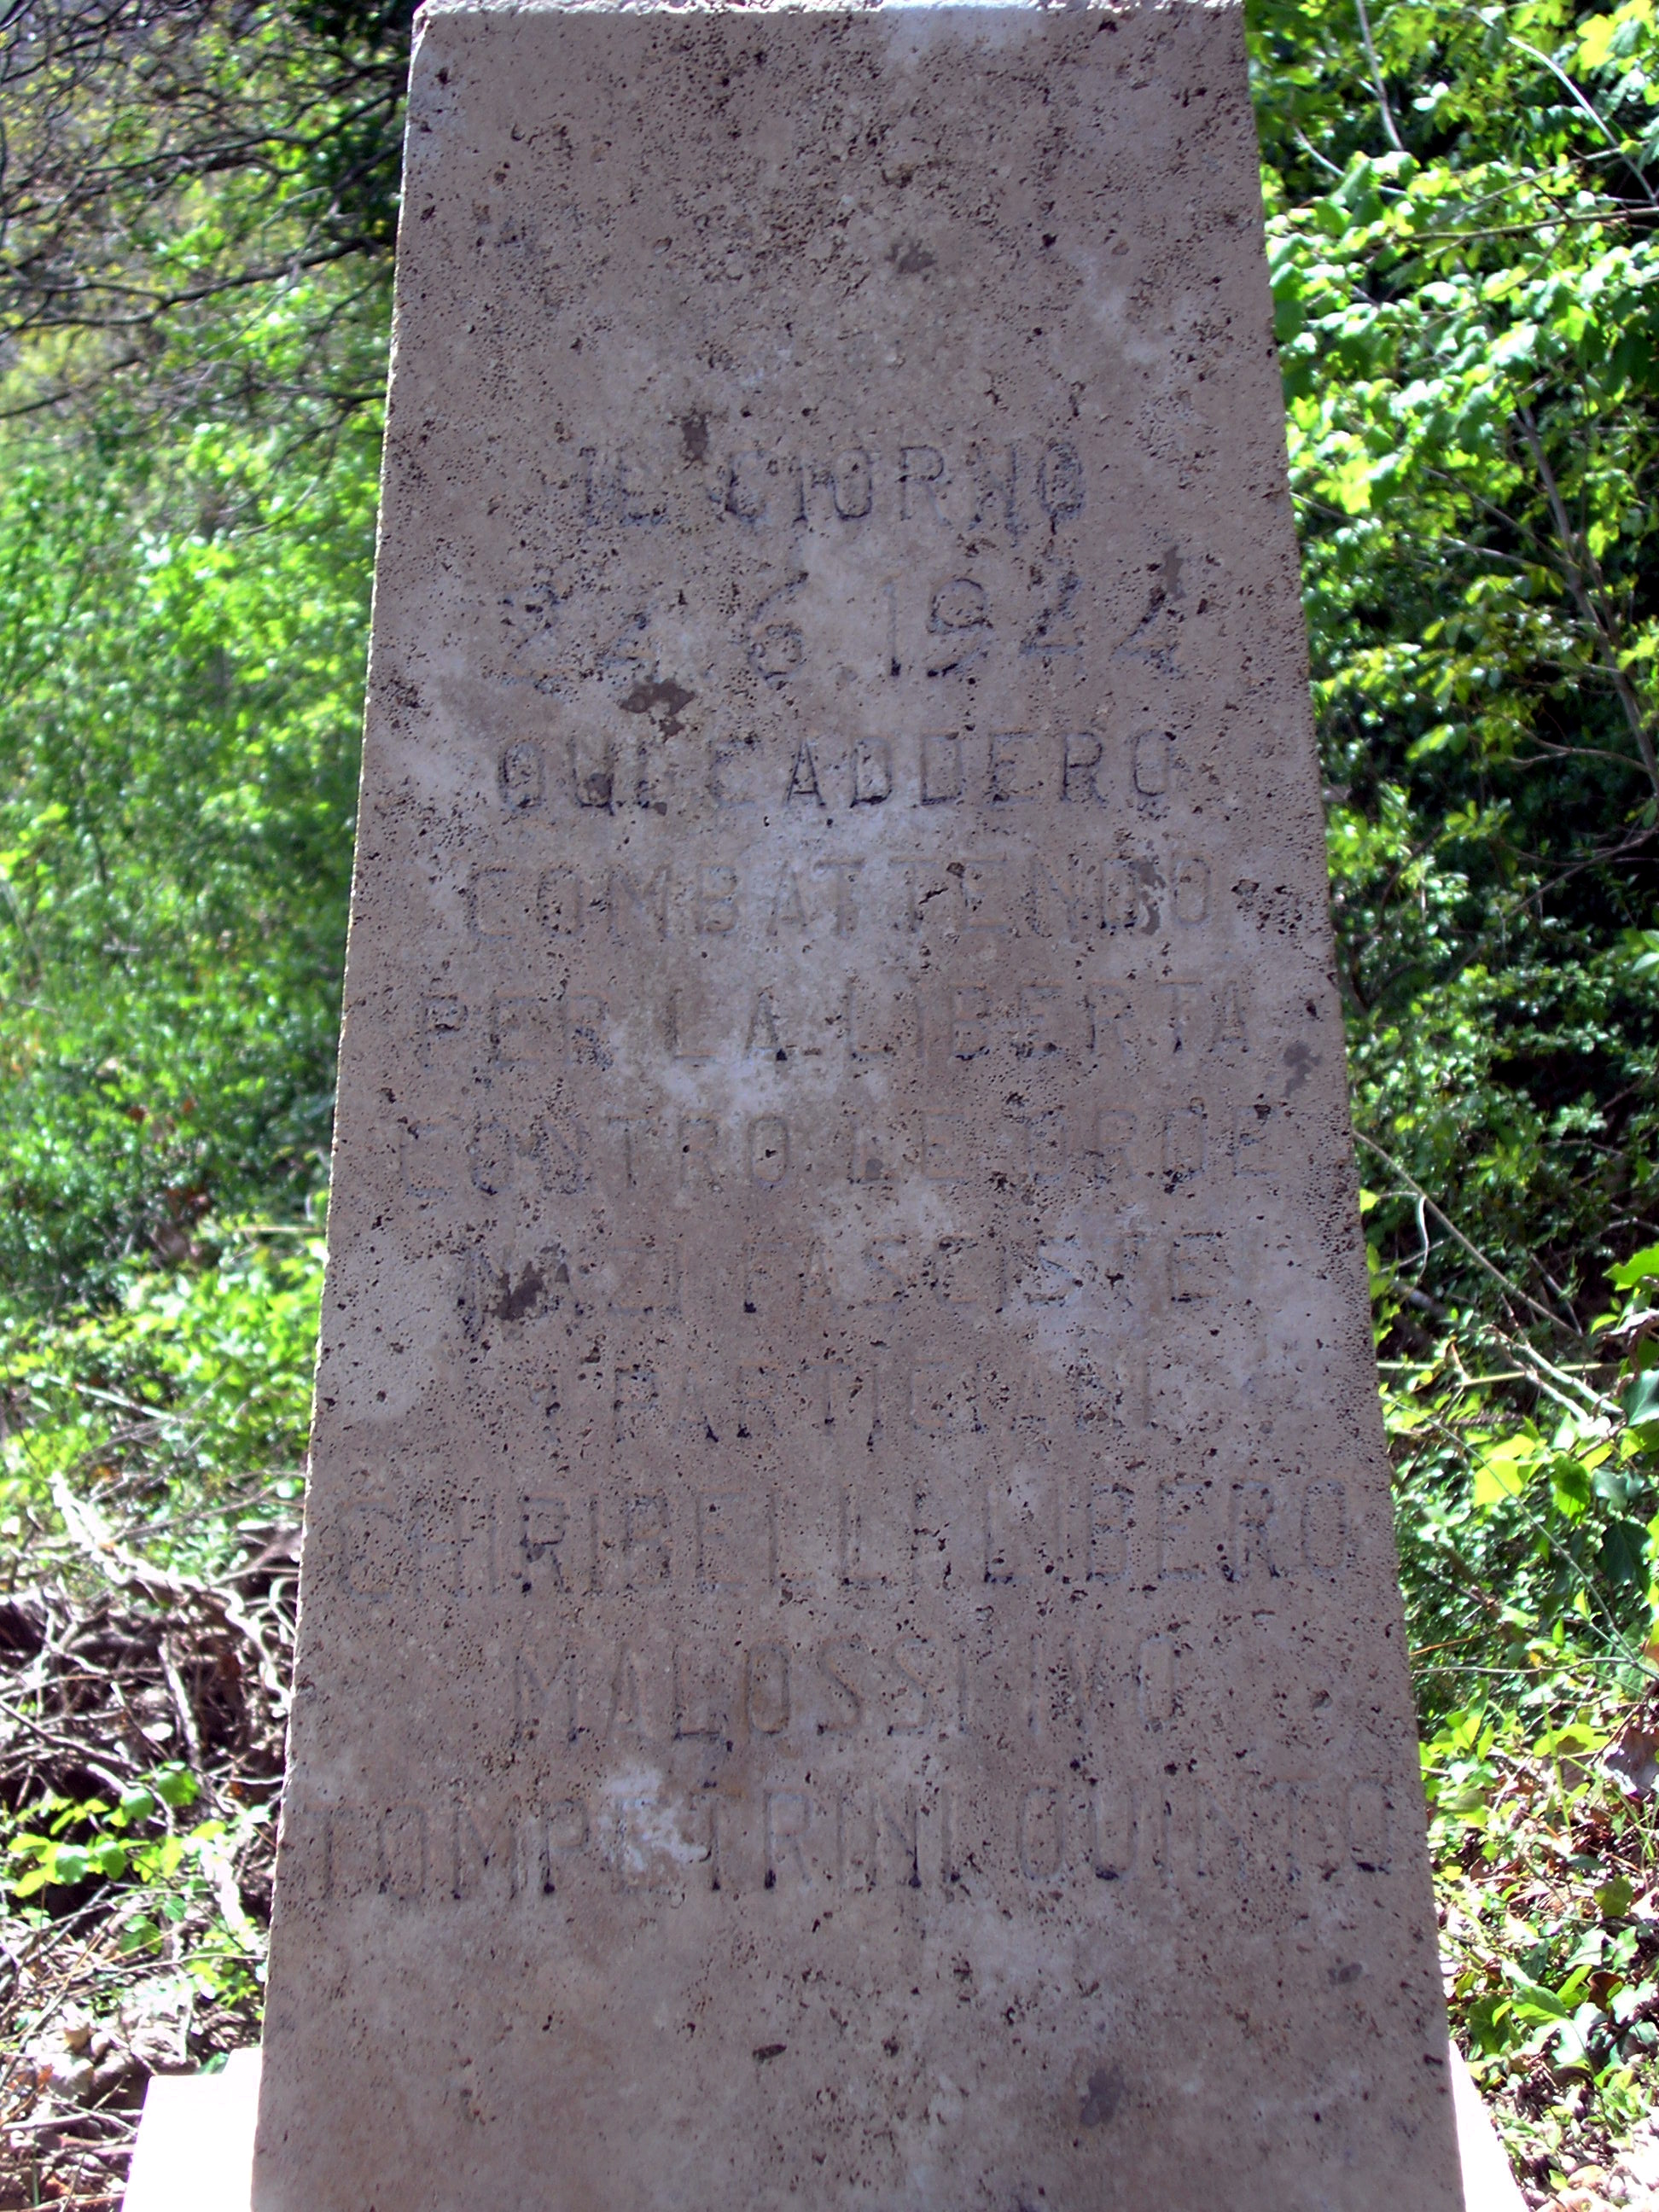 IL GIORNO
24 6 1944
QUI CADDERO
COMBATTENDO
PER LA LIBERTA
CONTRO LE ORDE
NAZI FASCISTE
I PARTIGIANI
CHIRIBELLI LIBERO
MALOSSI IVO
TOMPETRINI QUINTO